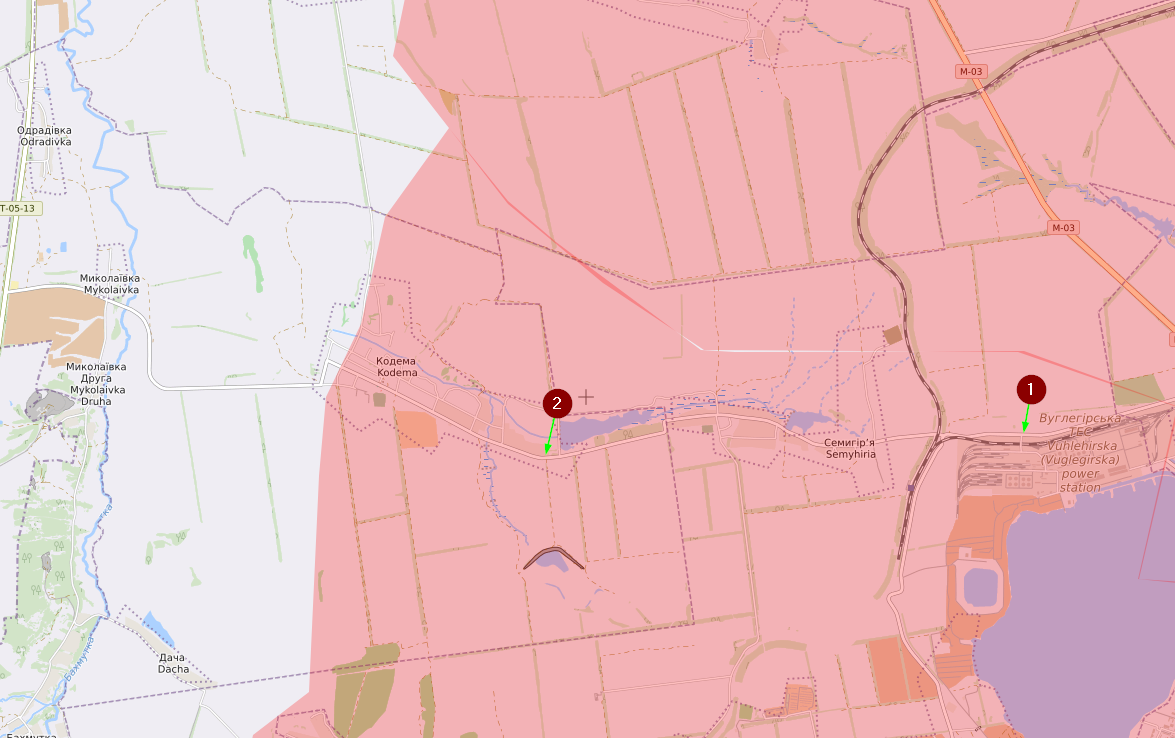 M-03
Одрадівка
Odradivka
T-05-13
M-03
Миколаївка
Mykolaivka
Миколаївка
Друга
Mykolaivka
Druha
Кодема
Kodema
1
2
Вуглегірська
ТЕС
Vuhlehirska
(Vuglegirska)
power
station
Семигір'я
Semyhiria
Бахмутка
Дача
Dacha
Бахмутка